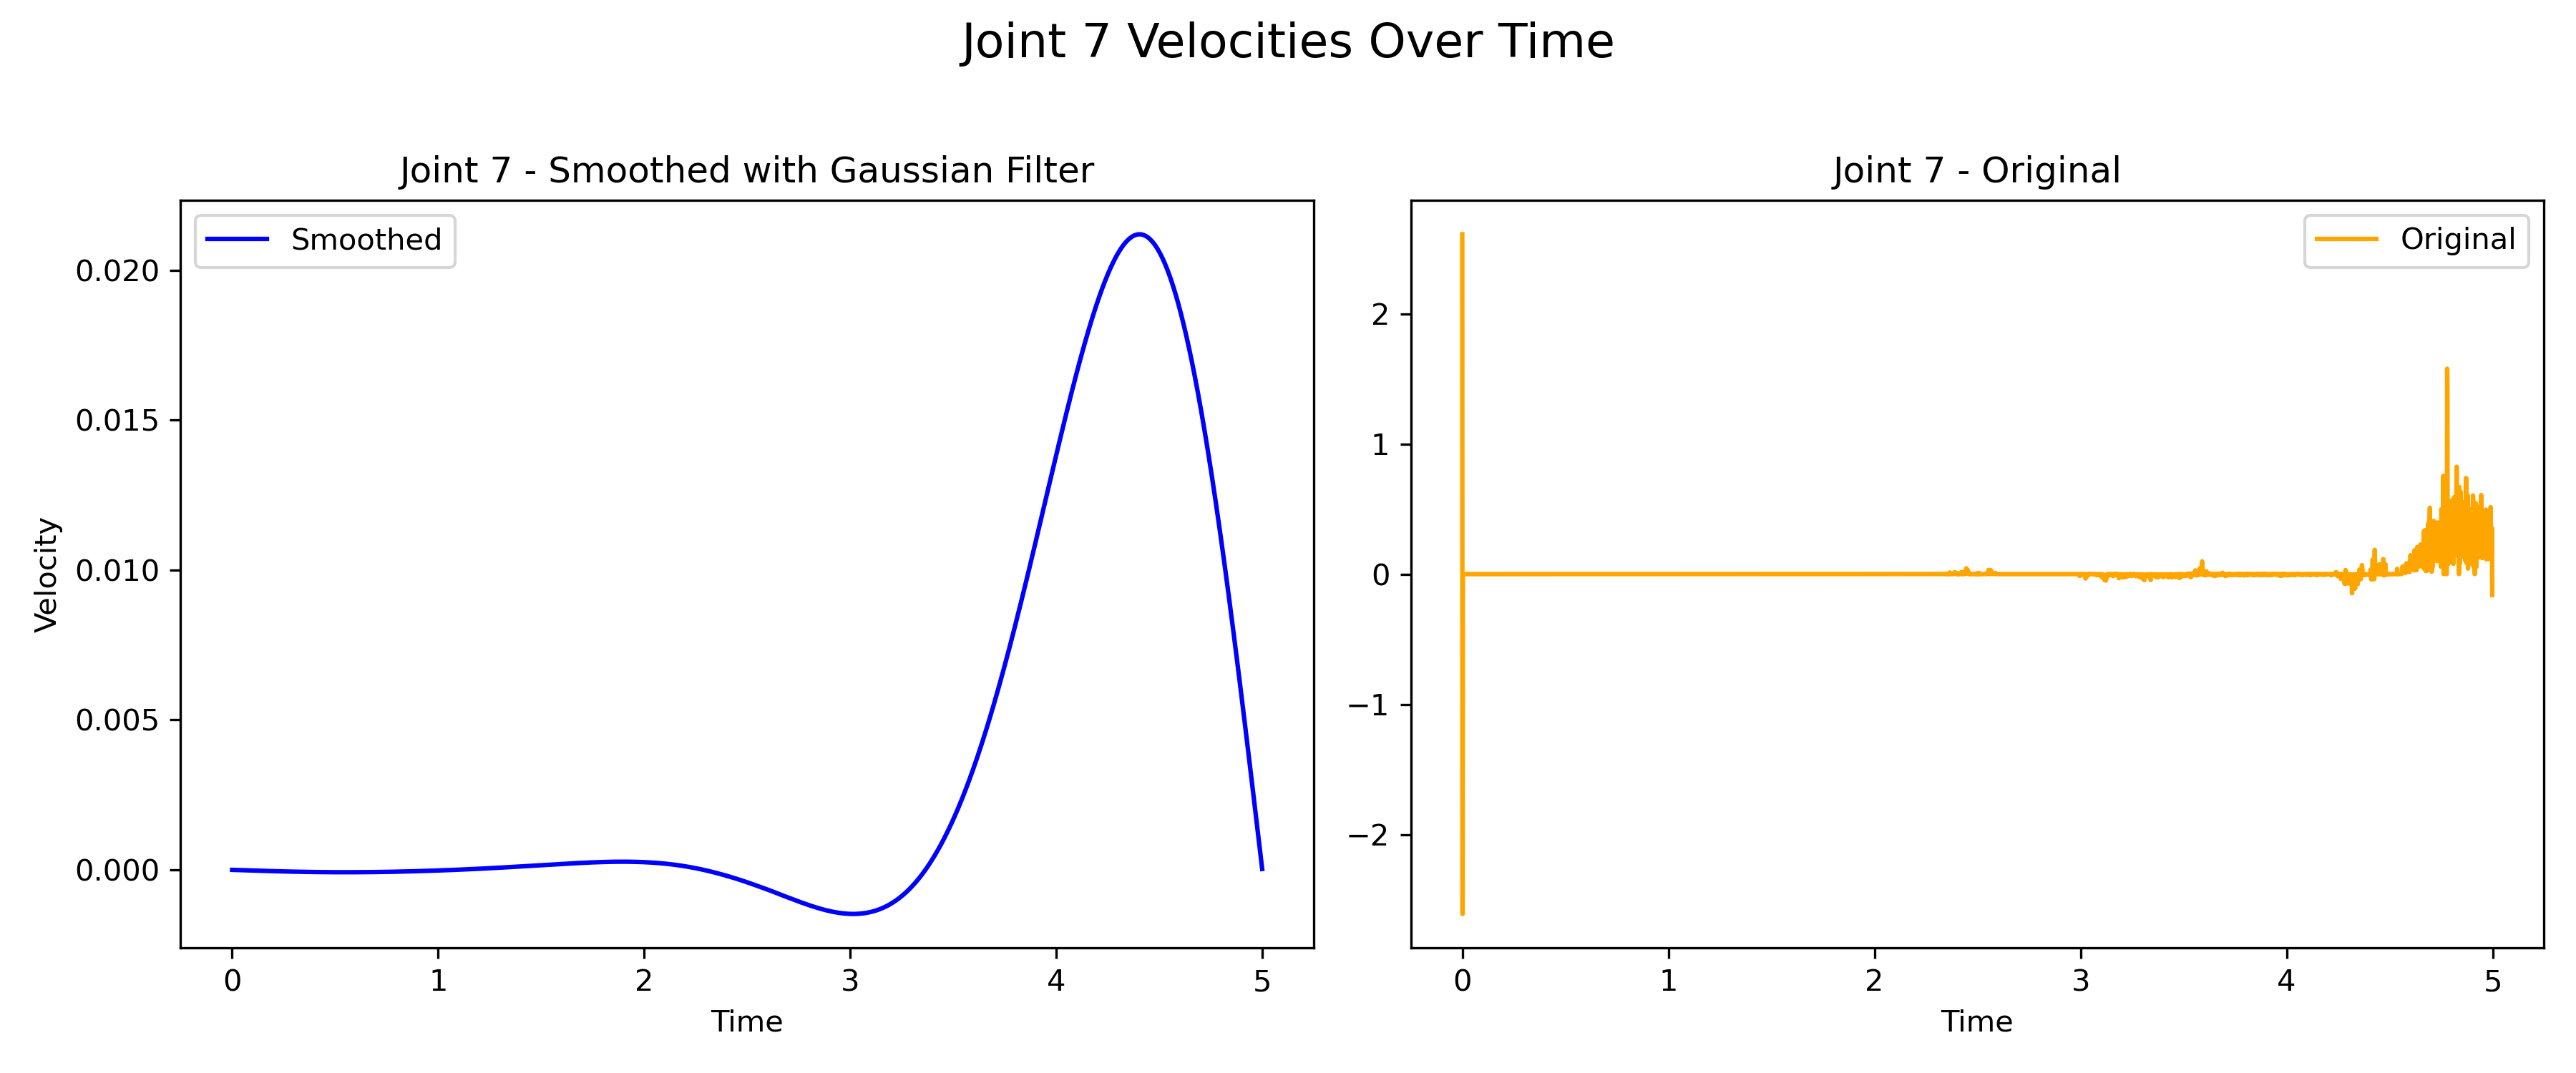 Joint 7 Velocities Over Time
Joint 7 - Smoothed with Gaussian Filter
Smoothed
0.020
0.015
0.010
0.005
0.000
Velocity
0 1 2 3 4 5
Time
Joint 7 - Original
Original
2
1
0
−1
−2
0 1 2 3 4 5
Time